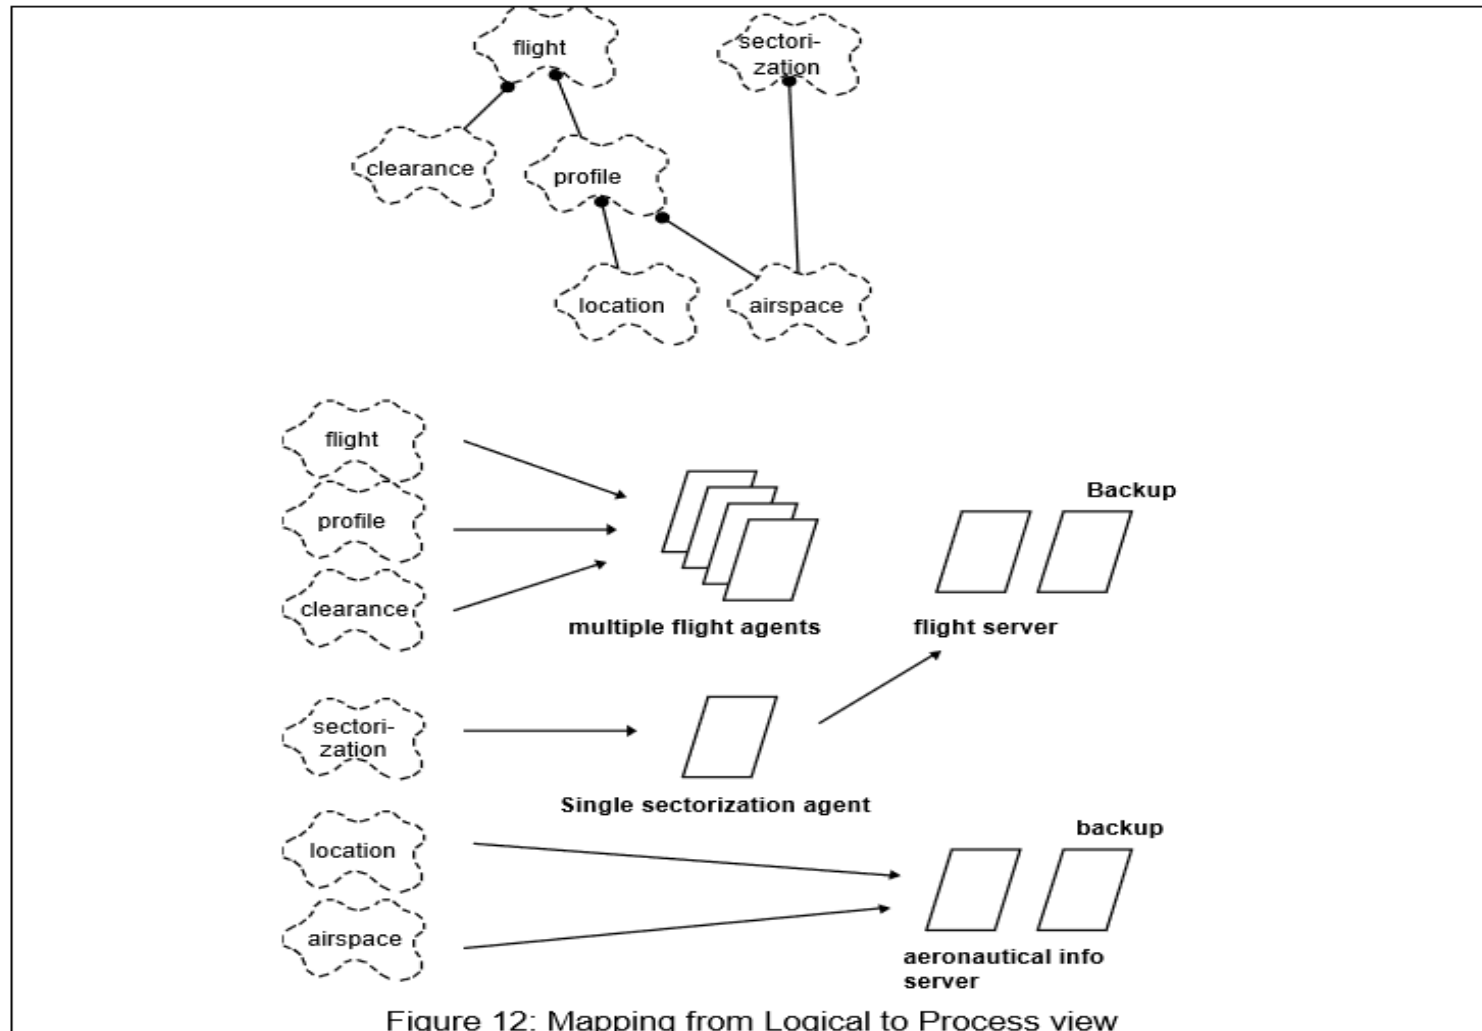 flight
sectori-
zation
clearance
profile
location
airspace
flight
profile
clearance
Backup
multiple flight agents
flight server
sectori-
zation
Single sectorization agent
location
airspace
backup
aeronautical info
server
Figure 12: Mapping from Logical to Process view